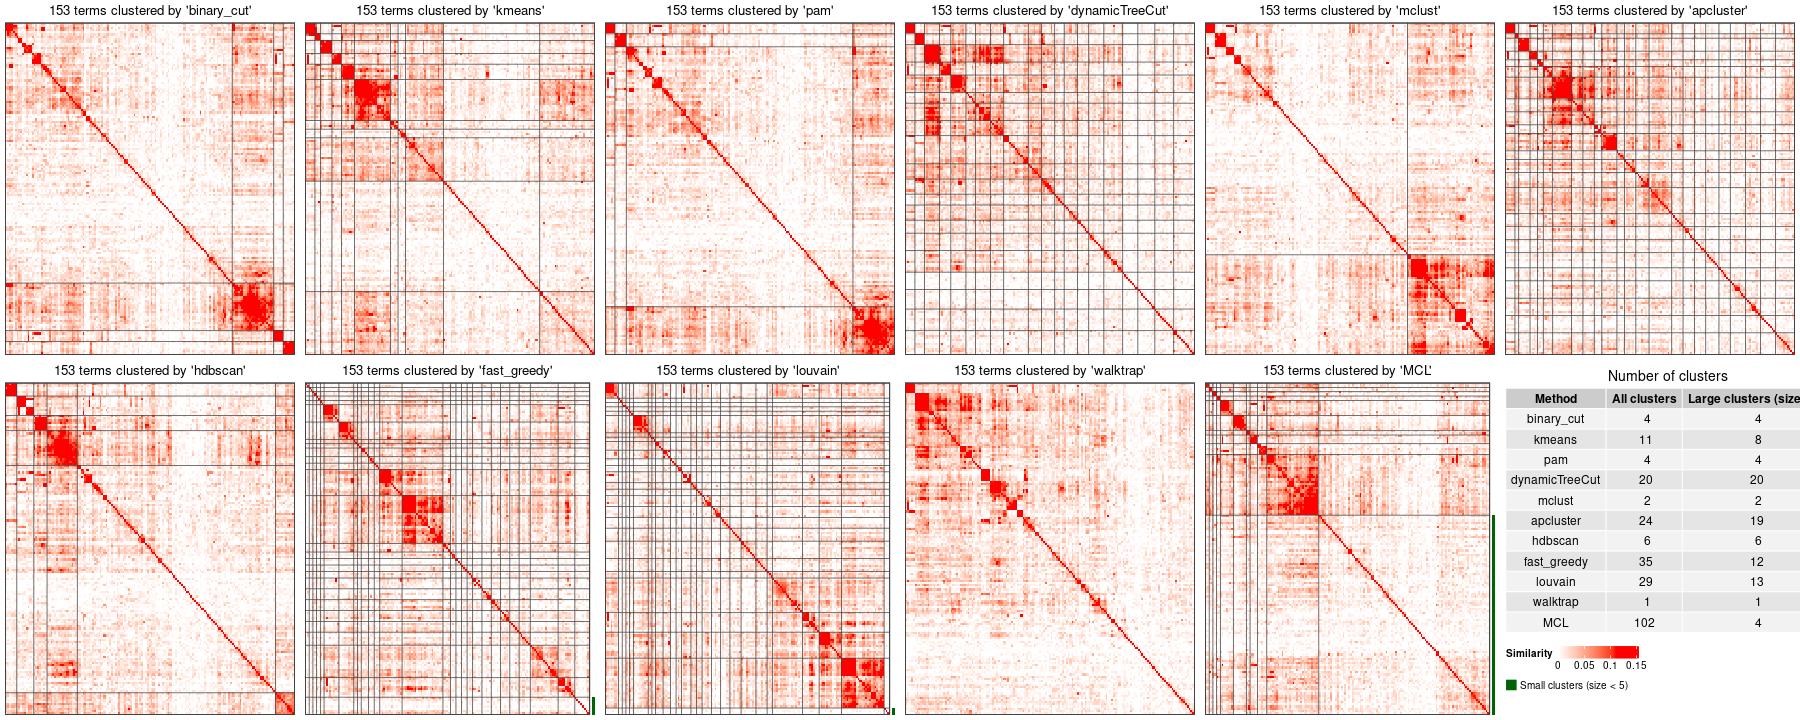 153 terms clustered by 'binary_cut'
153 terms clustered by 'kmeans'
153 terms clustered by 'pam'
153 terms clustered by 'dynamicTreeCut'
153 terms clustered by 'mclust'
153 terms clustered by 'apcluster'
153 terms clustered by 'hdbscan'
153 terms clustered by 'fast_greedy'
153 terms clustered by 'louvain'
153 terms clustered by 'walktrap'
153 terms clustered by 'MCL'
Number of clusters
Method All clusters Large clusters (size
binary_cut 4 4
kmeans 11 8
pam 4 4
dynamicTreeCut 20 20
mclust 2 2
apcluster 24 19
hdbscan 6 6
fast_greedy 35 12
louvain 29 13
walktrap 1 1
MCL 102 4
Similarity
0 0.05 0.1 0.15
Small clusters (size < 5)